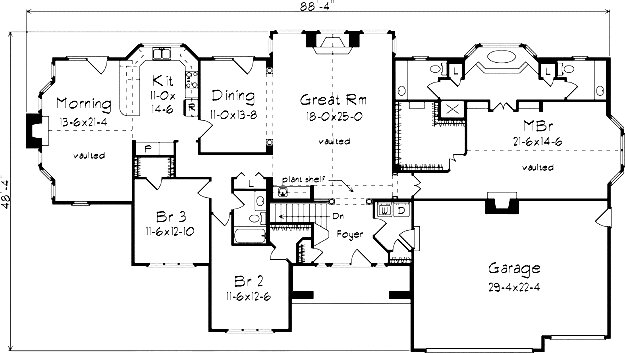 88'-4"
48'-4"
Morning
13-6x21-4
vaulted
Kit
11-0x
14-6
P
Dining
11-0x13-8
Great Rm
18-0x25-0
vaulted
plant shelf
L
L
MBr
21-6x14-6
vaulted
L
Br 3
11-6x12-10
Dn
Foyer
D
Br 2
11-6x12-6
Garage
29-4x22-4